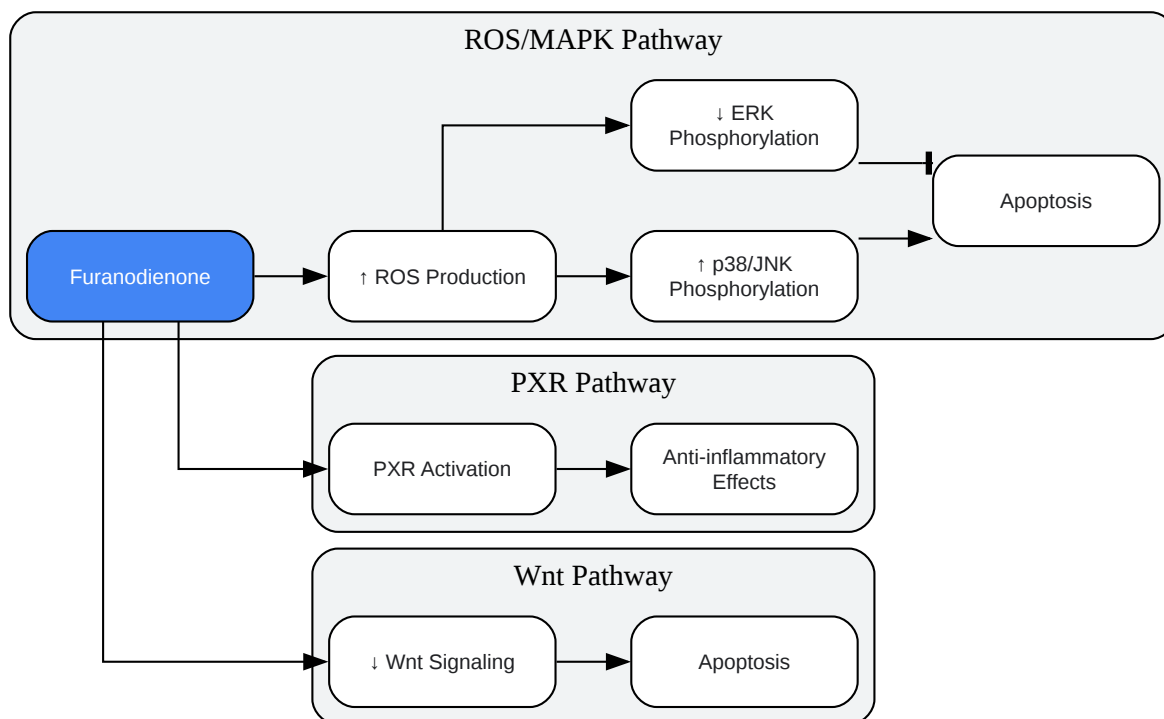 ROS/MAPK Pathway
↓ ERK
Phosphorylation
Apoptosis
Furanodienone
↑ ROS Production
↑ p38/JNK
Phosphorylation
PXR Pathway
PXR Activation
Anti-inflammatory
Effects
Wnt Pathway
↓ Wnt Signaling
Apoptosis